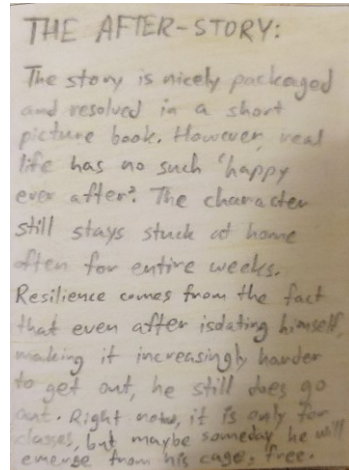 THE AFTER-STORY:
The story is nicely packaged
and resolved in a short
picture book. However, real
life has no such 'happy
ever after'. The character
still stays stuck at home
often for entire weeks.
Resilience comes from the fact
that even after isolating himself,
making it increasingly harder
to get out, he still does go
out. Right now, it is only for
classes, but maybe someday he will
emerge from his cage, free.